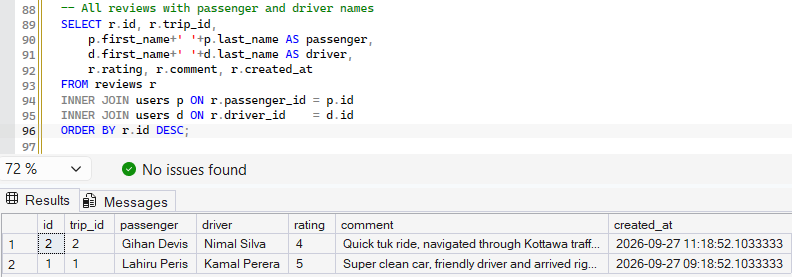 88 -- All reviews with passenger and driver names
89 SELECT r.id, r.trip_id,
90 p.first_name+' '+p.last_name AS passenger,
91 d.first_name+' '+d.last_name AS driver,
92 r.rating, r.comment, r.created_at
93 FROM reviews r
94 INNER JOIN users p ON r.passenger_id = p.id
95 INNER JOIN users d ON r.driver_id    = d.id
96 ORDER BY r.id DESC;
97
72 % No issues found
Results Messages
id trip_id passenger driver rating comment created_at
1 2 2 Gihan Devis Nimal Silva 4 Quick tuk ride, navigated through Kottawa traff... 2026-09-27 11:18:52.1033333
2 1 1 Lahiru Peris Kamal Perera 5 Super clean car, friendly driver and arrived rig... 2026-09-27 09:18:52.1033333